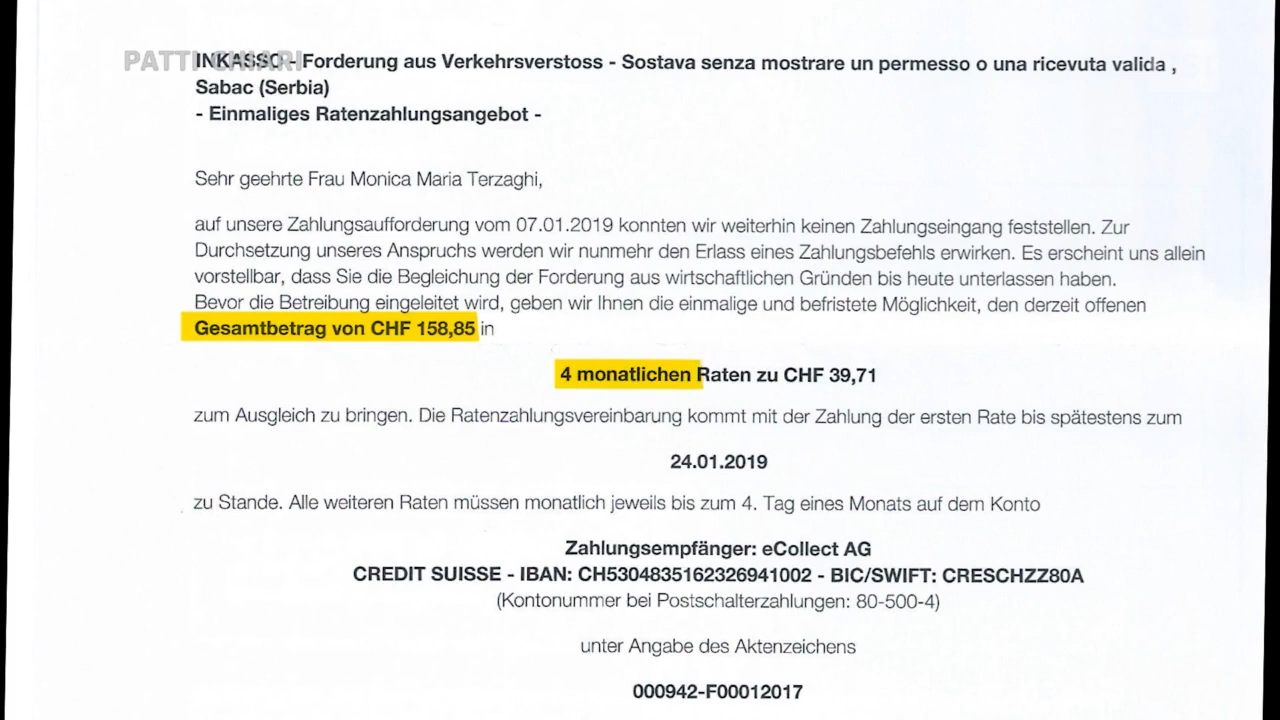 PATTI CHIARI
INKASSO - Forderung aus Verkehrsverstoss - Sostava senza mostrare un permesso o una ricevuta valida ,
Sabac (Serbia)
- Einmaliges Ratenzahlungsangebot -
Sehr geehrte Frau Monica Maria Terzaghi,
auf unsere Zahlungsaufforderung vom 07.01.2019 konnten wir weiterhin keinen Zahlungseingang feststellen. Zur
Durchsetzung unseres Anspruchs werden wir nunmehr den Erlass eines Zahlungsbefehls erwirken. Es erscheint uns allein
vorstellbar, dass Sie die Begleichung der Forderung aus wirtschaftlichen Gründen bis heute unterlassen haben.
Bevor die Betreibung eingeleitet wird, geben wir Ihnen die einmalige und befristete Möglichkeit, den derzeit offenen
Gesamtbetrag von CHF 158,85 in
4 monatlichen Raten zu CHF 39,71
zum Ausgleich zu bringen. Die Ratenzahlungsvereinbarung kommt mit der Zahlung der ersten Rate bis spätestens zum
24.01.2019
zu Stande. Alle weiteren Raten müssen monatlich jeweils bis zum 4. Tag eines Monats auf dem Konto
Zahlungsempfänger: eCollect AG
CREDIT SUISSE - IBAN: CH5304835162326941002 - BIC/SWIFT: CRESCHZZ80A
(Kontonummer bei Postschalterzahlungen: 80-500-4)
unter Angabe des Aktenzeichens
000942-F00012017